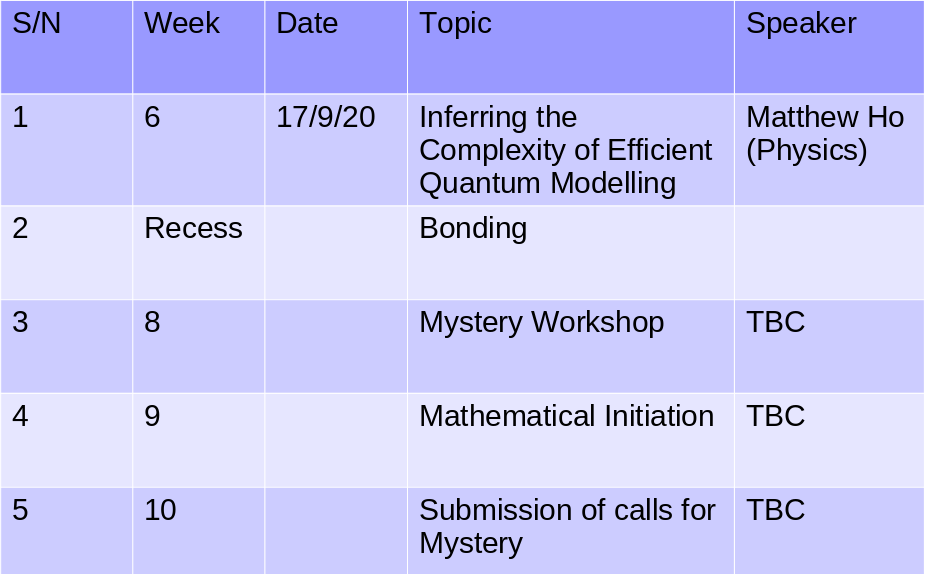 S/N Week Date Topic Speaker
1 6 17/9/20 Inferring the Matthew Ho
Complexity of Efficient (Physics)
Quantum Modelling
2 Recess Bonding
3 8 Mystery Workshop TBC
4 9 Mathematical Initiation TBC
5 10 Submission of calls for TBC
Mystery